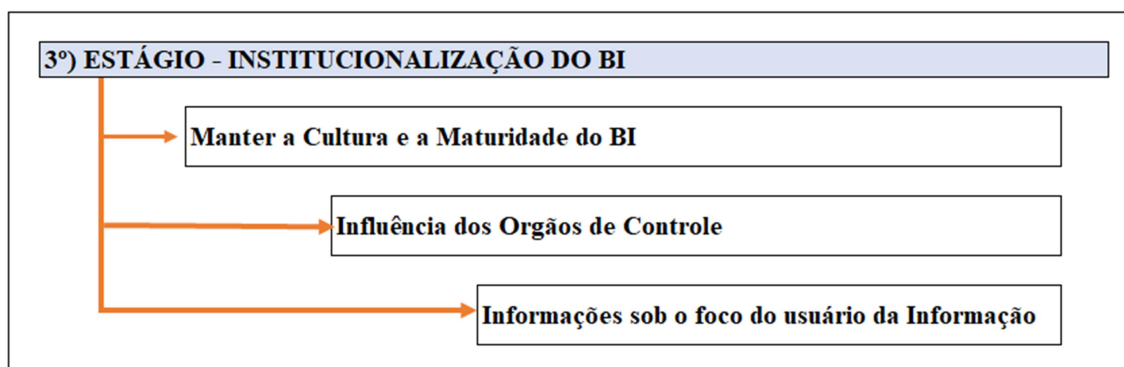 3º) ESTÁGIO - INSTITUCIONALIZAÇÃO DO BI
Manter a Cultura e a Maturidade do BI
Influência dos Orgãos de Controle
Informações sob o foco do usuário da Informação